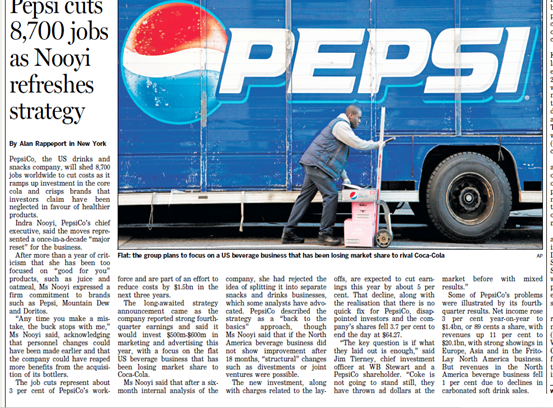 Pepsi cuts
8,700 jobs
as Nooyi
refreshes
strategy
By Alan Rappeport in New York
PEPSI
Flat: the group plans to focus on a US beverage business that has been losing market share to rival Coca-Cola
AP
PepsiCo, the US drinks and
snacks company, will shed 8,700
jobs worldwide to cut costs as it
ramps up investment in the core
cola and crisps brands that
investors claim have been
neglected in favour of healthier
products.
Indra Nooyi, PepsiCo's chief
executive, said the moves repre-
sented a once-in-a-decade "major
reset" for the business.
After more than a year of crit-
icism that she has been too
focused on "good for you"
products, such as juice and
oatmeal, Ms Nooyi expressed a
firm commitment to brands
such as Pepsi, Mountain Dew
and Doritos.
"Any time you make a mis-
take, the buck stops with me,"
Ms Nooyi said, acknowledging
that personnel changes could
have been made earlier and that
the company could have reaped
more benefits from the acquisi-
tion of its bottlers.
The job cuts represent about
3 per cent of PepsiCo's work-
force and are part of an effort to
reduce costs by $1.5bn in the
next three years.
The long-awaited strategy
announcement came as the
company reported strong fourth-
quarter earnings and said it
would invest $500m-$600m in
marketing and advertising this
year, with a focus on the flat
US beverage business that has
been losing market share to
Coca-Cola.
Ms Nooyi said that after a six-
month internal analysis of the
company, she had rejected the
idea of splitting it into separate
snacks and drinks businesses,
which some analysts have advo-
cated. PepsiCo described the
strategy as a "back to the
basics" approach, though
Ms Nooyi said that if the North
America beverage business did
not show improvement after
18 months, "structural" changes
such as divestments or joint
ventures were possible.
The new investment, along
with charges related to the lay-
offs, are expected to cut earn-
ings this year by about 5 per
cent. That decline, along with
the realisation that there is no
quick fix for PepsiCo, disap-
pointed investors and the com-
pany's shares fell 3.7 per cent to
end the day at $64.27.
"The key question is if what
they laid out is enough," said
Jim Tierney, chief investment
officer at WB Stewart and a
PepsiCo shareholder. "Coke is
not going to stand still, they
have thrown ad dollars at the
market before with mixed
results."
Some of PepsiCo's problems
were illustrated by its fourth-
quarter results. Net income rose
3 per cent year-on-year to
$1.4bn, or 89 cents a share, with
revenues up 11 per cent to
$20.1bn, with strong showings in
Europe, Asia and in the Frito-
Lay North America business.
But revenues in the North
America beverage business fell
1 per cent due to declines in
carbonated soft drink sales.